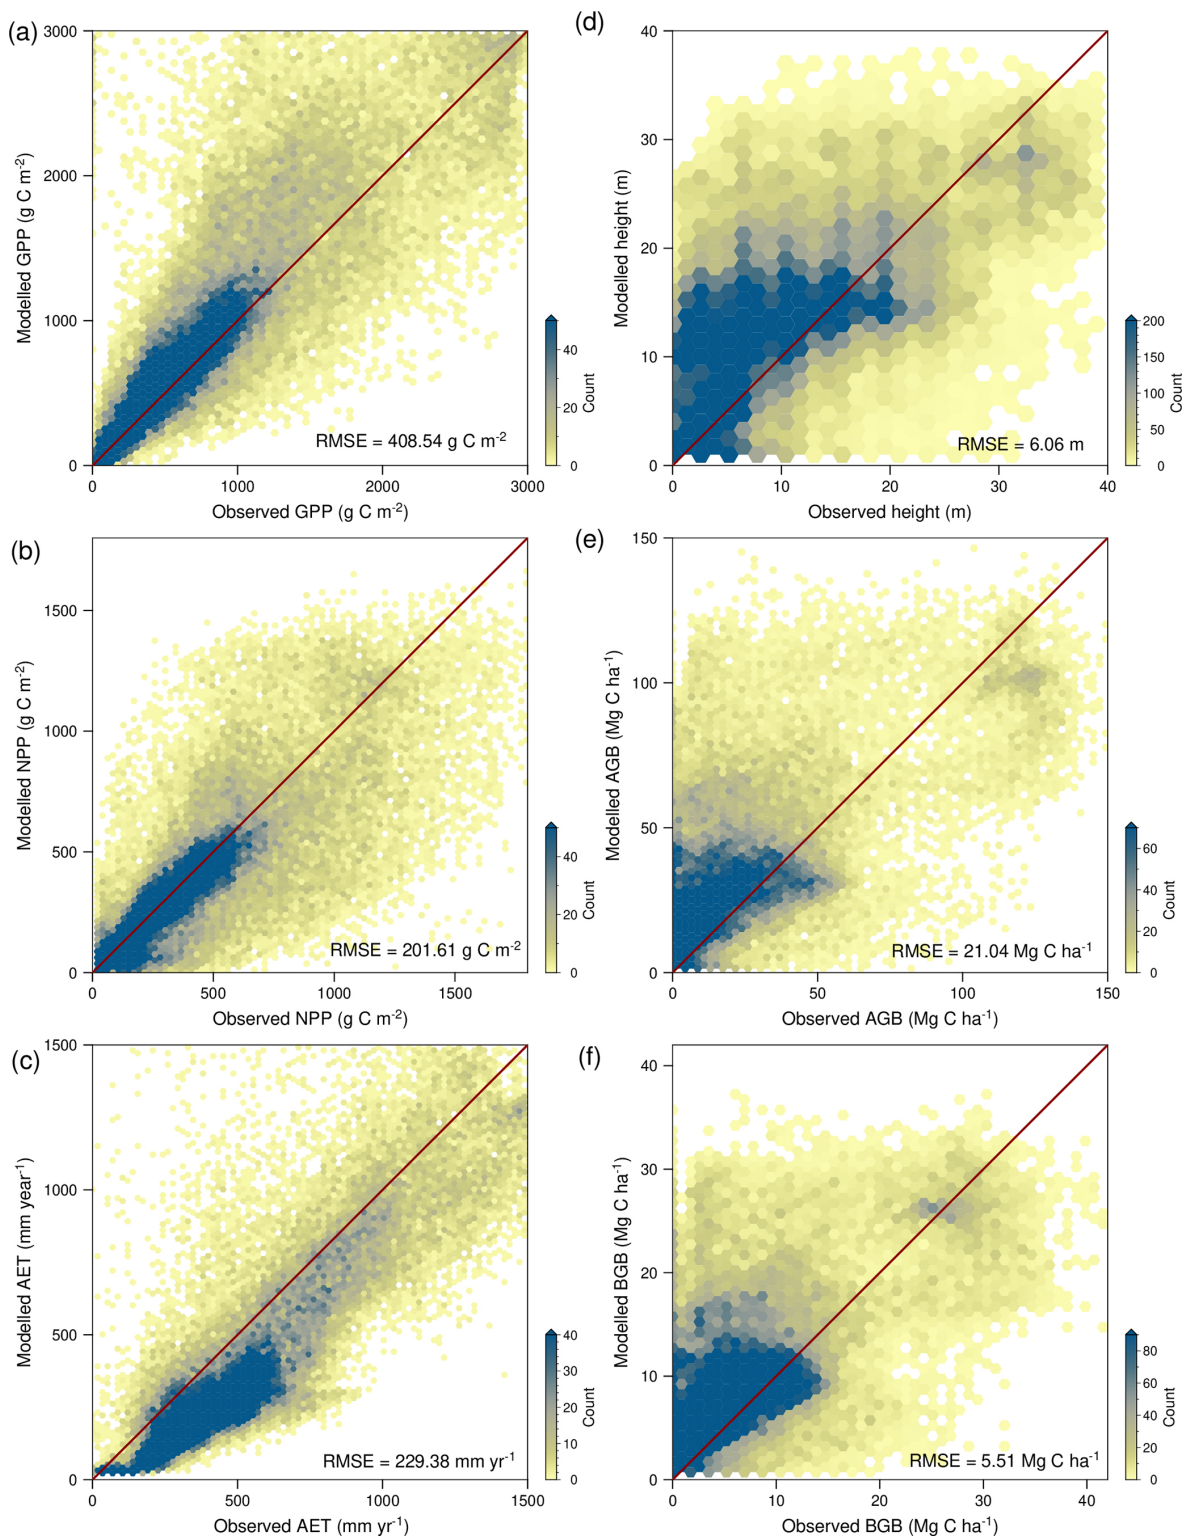 (a)
3000
2000
1000
0
Modelled GPP (g C m-2)
RMSE = 408.54 g C m-2
0 1000 2000 3000
Observed GPP (g C m-2)
40
20
0
Count
(d)
40
30
20
10
0
Modelled height (m)
RMSE = 6.06 m
0 10 20 30 40
Observed height (m)
200
150
100
50
0
Count
(b)
1500
1000
500
0
Modelled NPP (g C m-2)
RMSE = 201.61 g C m-2
0 500 1000 1500
Observed NPP (g C m-2)
40
20
0
Count
(e)
150
100
50
0
Modelled AGB (Mg C ha-1)
RMSE = 21.04 Mg C ha-1
0 50 100 150
Observed AGB (Mg C ha-1)
60
40
20
0
Count
(c)
1500
1000
500
0
Modelled AET (mm year-1)
RMSE = 229.38 mm yr-1
0 500 1000 1500
Observed AET (mm yr-1)
40
30
20
10
0
Count
(f)
40
30
20
10
0
Modelled BGB (Mg C ha-1)
RMSE = 5.51 Mg C ha-1
0 10 20 30 40
Observed BGB (Mg C ha-1)
80
60
40
20
0
Count